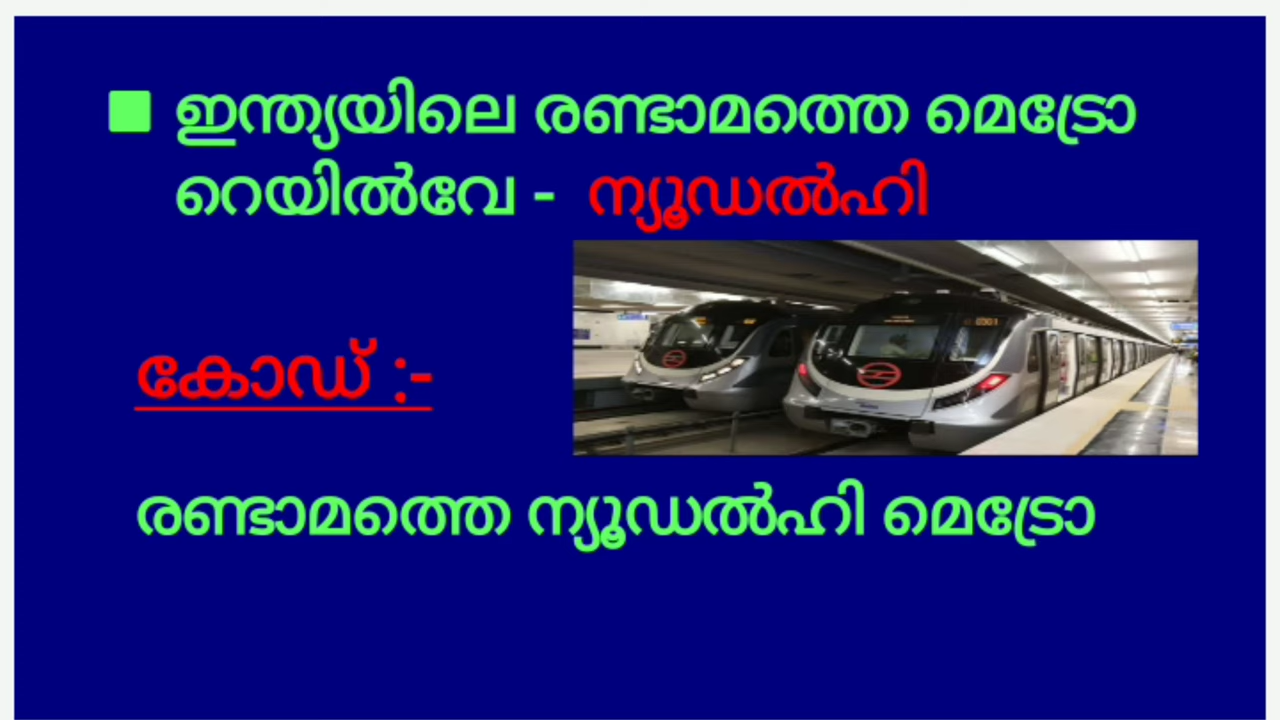 ■ ഇന്ത്യയിലെ രണ്ടാമത്തെ മെട്രോ
റെയിൽവേ - ന്യൂഡൽഹി
കോഡ് :-
രണ്ടാമത്തെ ന്യൂഡൽഹി മെട്രോ